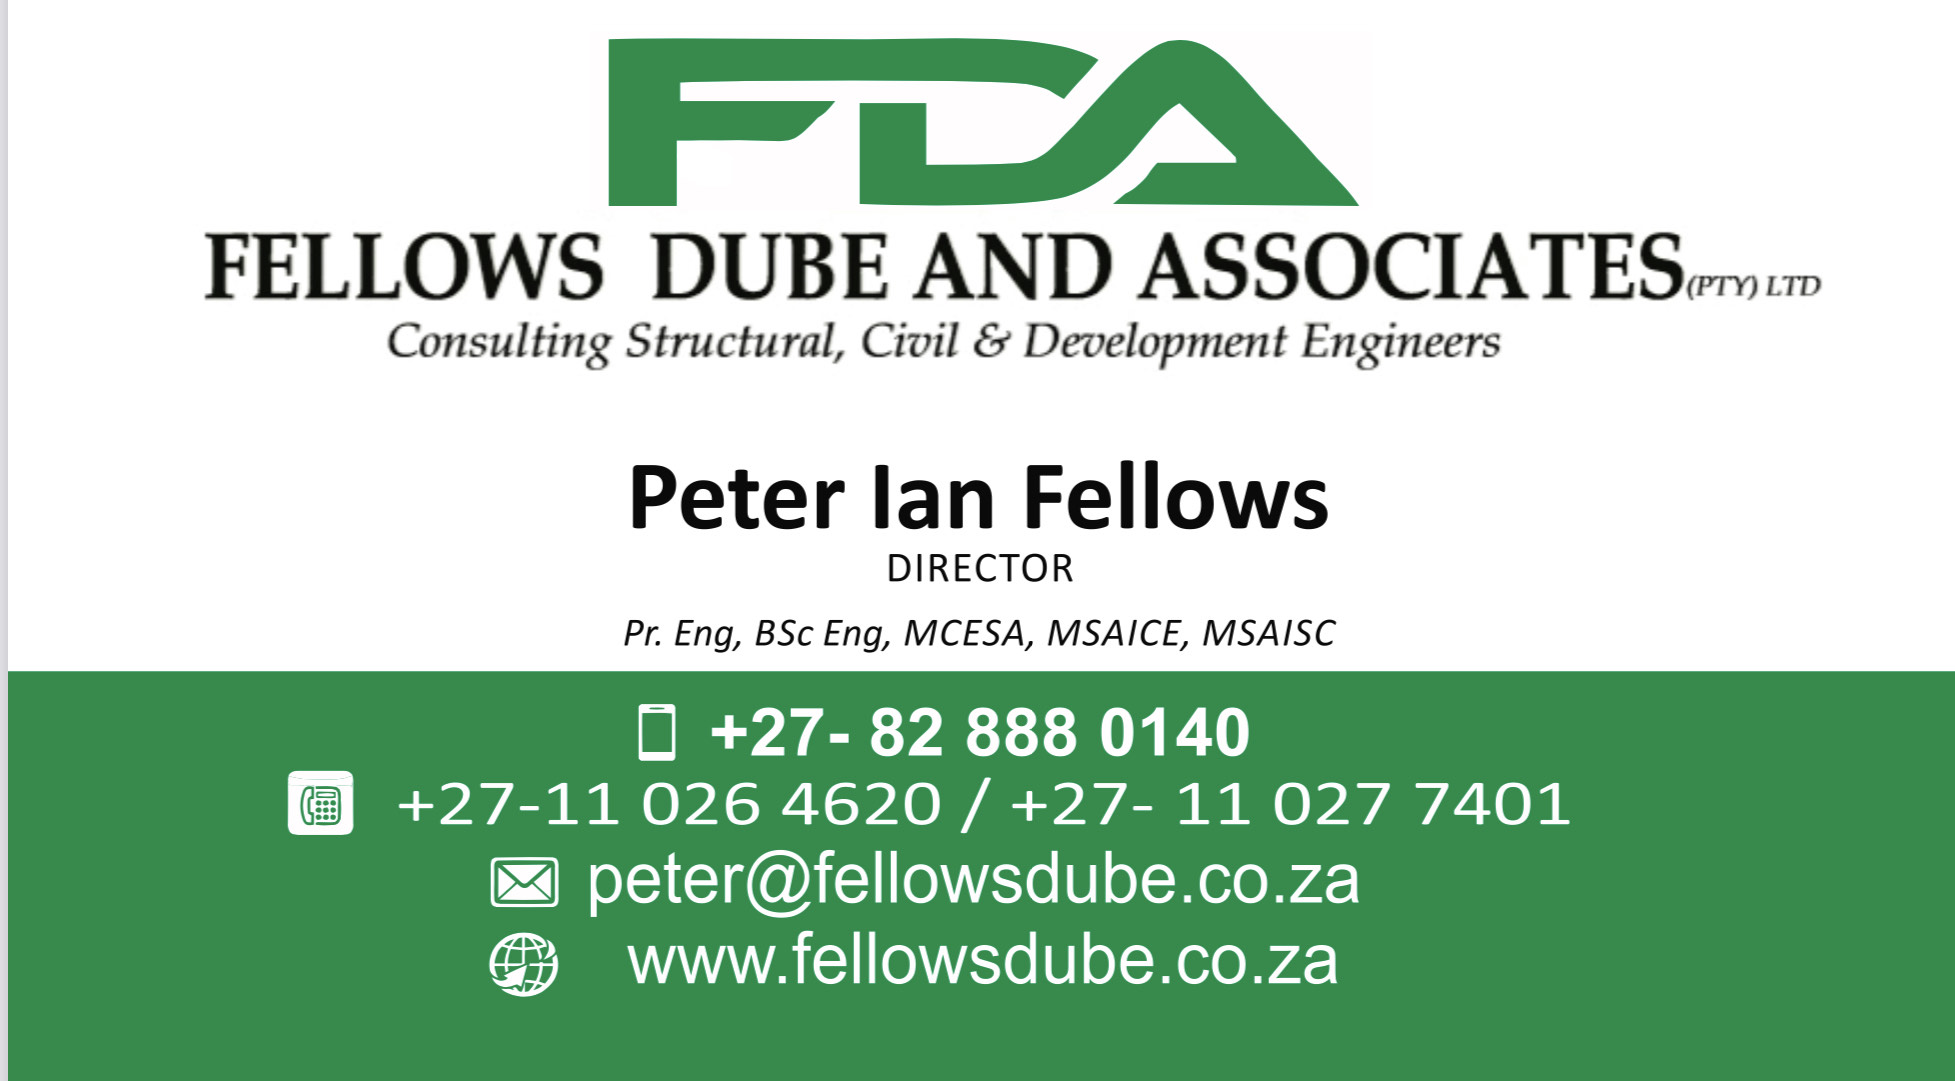 FDA
FELLOWS DUBE AND ASSOCIATES(PTY) LTD
Consulting Structural, Civil & Development Engineers
Peter Ian Fellows
DIRECTOR
Pr. Eng, BSc Eng, MCESA, MSAICE, MSAISC
+27- 82 888 0140
+27-11 026 4620 / +27- 11 027 7401
peter@fellowsdube.co.za
www.fellowsdube.co.za